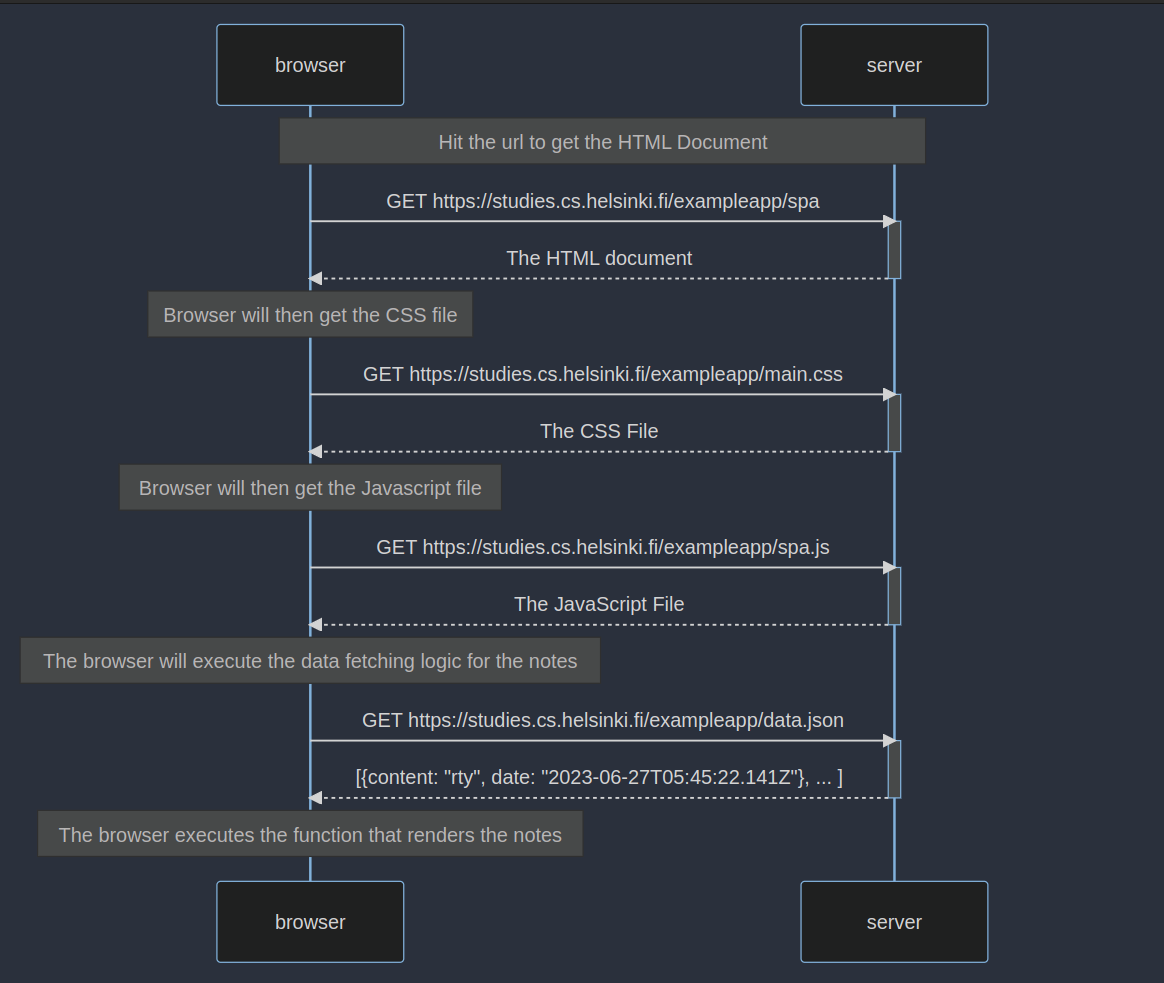 browser
server
Hit the url to get the HTML Document
GET https://studies.cs.helsinki.fi/exampleapp/spa
The HTML document
Browser will then get the CSS file
GET https://studies.cs.helsinki.fi/exampleapp/main.css
The CSS File
Browser will then get the Javascript file
GET https://studies.cs.helsinki.fi/exampleapp/spa.js
The JavaScript File
The browser will execute the data fetching logic for the notes
GET https://studies.cs.helsinki.fi/exampleapp/data.json
[{content: "rty", date: "2023-06-27T05:45:22.141Z"}, ... ]
The browser executes the function that renders the notes
browser
server